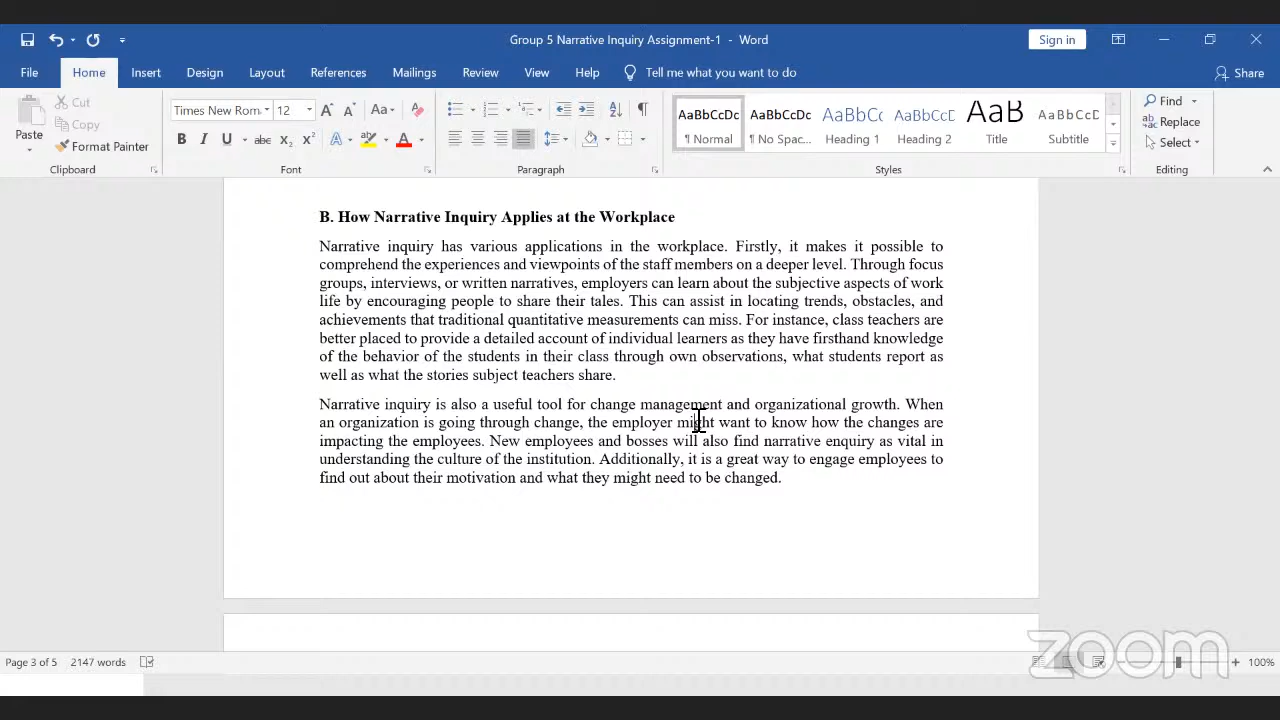 Group 5 Narrative Inquiry Assignment-1 - Word
Sign in
File Home Insert Design Layout References Mailings Review View Help Tell me what you want to do Share
Paste
Cut
Copy
Format Painter
Clipboard
Times New Rom 12 Aa
Font
Paragraph
AaBbCcDc AaBbCcDc AaBbCc AaBbCcD AaB AaBbCcD
¶ Normal ¶ No Spac... Heading 1 Heading 2 Title Subtitle
Styles
Find
Replace
Select
Editing
B. How Narrative Inquiry Applies at the Workplace
Narrative inquiry has various applications in the workplace. Firstly, it makes it possible to
comprehend the experiences and viewpoints of the staff members on a deeper level. Through focus
groups, interviews, or written narratives, employers can learn about the subjective aspects of work
life by encouraging people to share their tales. This can assist in locating trends, obstacles, and
achievements that traditional quantitative measurements can miss. For instance, class teachers are
better placed to provide a detailed account of individual learners as they have firsthand knowledge
of the behavior of the students in their class through own observations, what students report as
well as what the stories subject teachers share.
Narrative inquiry is also a useful tool for change management and organizational growth. When
an organization is going through change, the employer might want to know how the changes are
impacting the employees. New employees and bosses will also find narrative enquiry as vital in
understanding the culture of the institution. Additionally, it is a great way to engage employees to
find out about their motivation and what they might need to be changed.
Page 3 of 5 2147 words
100%
zoom